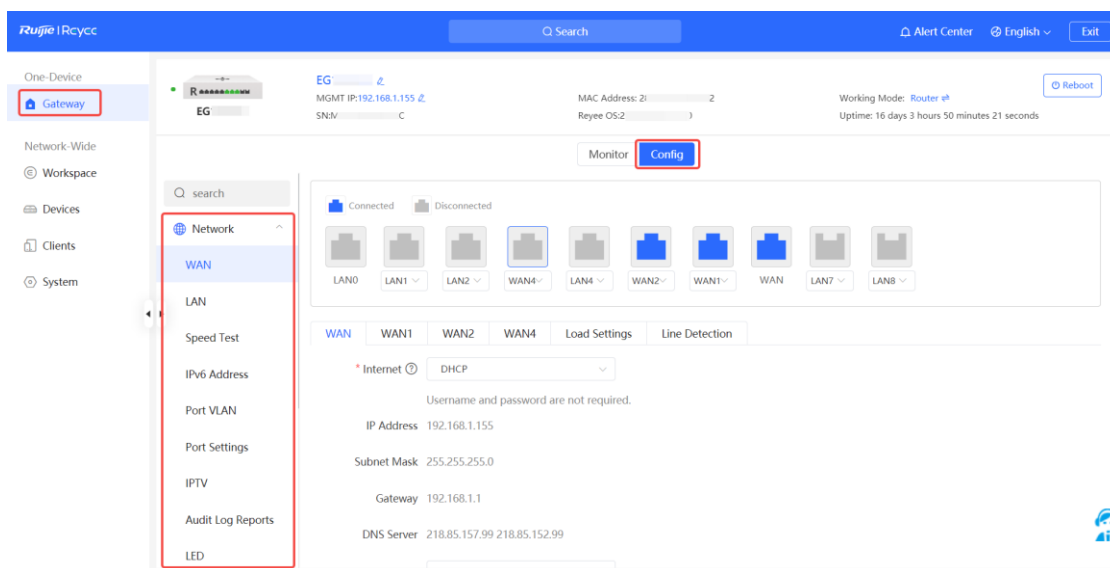 Ruijie | Rcycc
Search
Alert Center
English
Exit
One-Device
Gateway
Network-Wide
Workspace
Devices
Clients
System
R
EG
EG
MGMT IP:192.168.1.155
MAC Address: 2 2
Working Mode: Router
Reboot
SN:M C
Reyee OS:2
Uptime: 16 days 3 hours 50 minutes 21 seconds
Monitor
Config
search
Network
WAN
LAN
Speed Test
IPv6 Address
Port VLAN
Port Settings
IPTV
Audit Log Reports
LED
Connected
Disconnected
LAN0 LAN1 LAN2 WAN4 LAN4 WAN2 WAN1 WAN LAN7 LAN8
WAN WAN1 WAN2 WAN4 Load Settings Line Detection
* Internet ? DHCP
Username and password are not required.
IP Address 192.168.1.155
Subnet Mask 255.255.255.0
Gateway 192.168.1.1
DNS Server 218.85.157.99 218.85.152.99